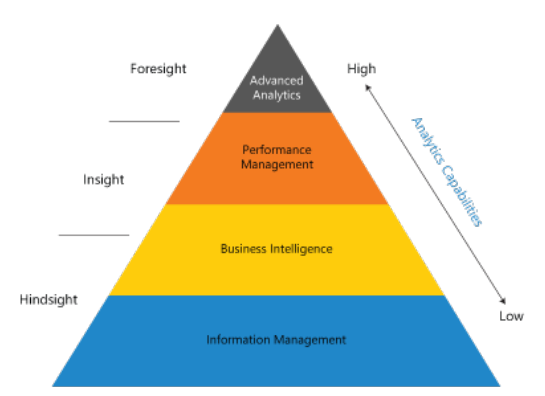 Foresight
High
Advanced
Analytics
Performance
Management
Analytics Capabilities
Insight
Business Intelligence
Hindsight
Low
Information Management